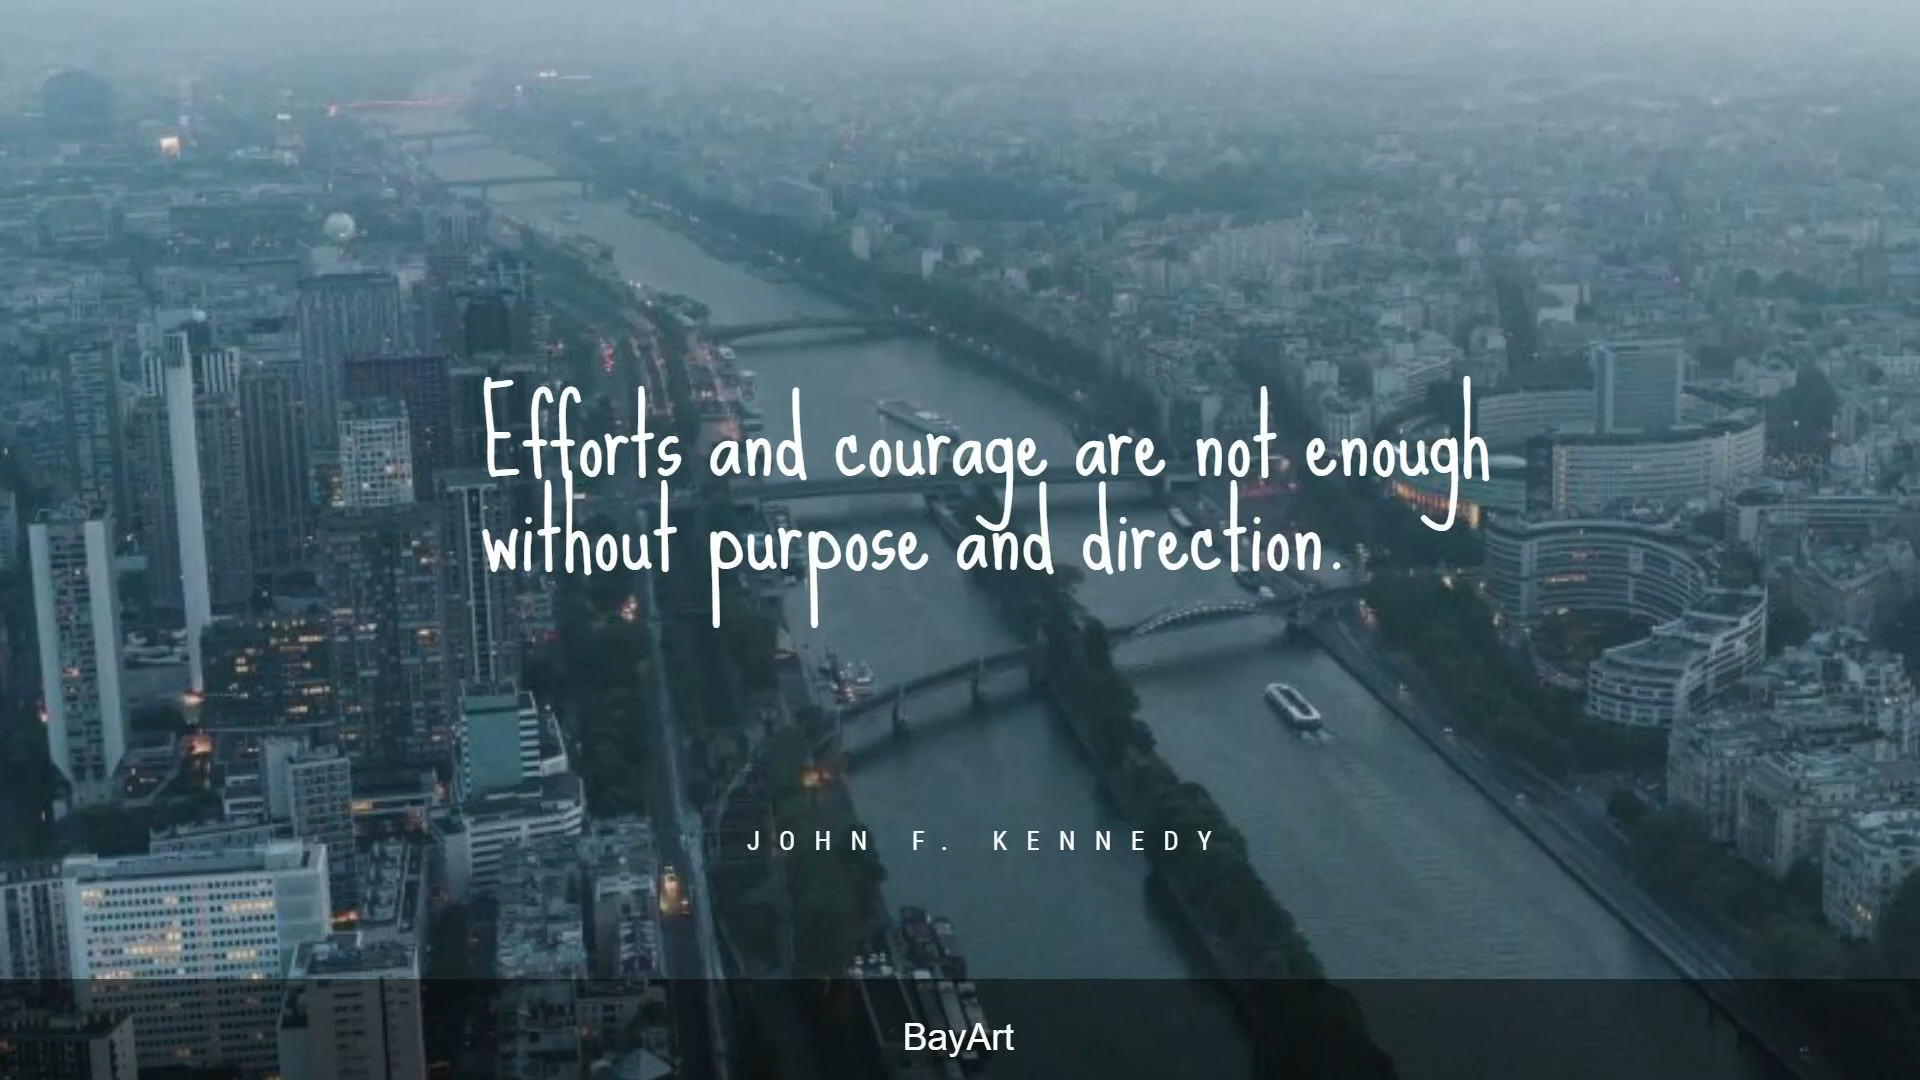 Efforts and courage are not enough
without purpose and direction.
JOHN F. KENNEDY
BayArt